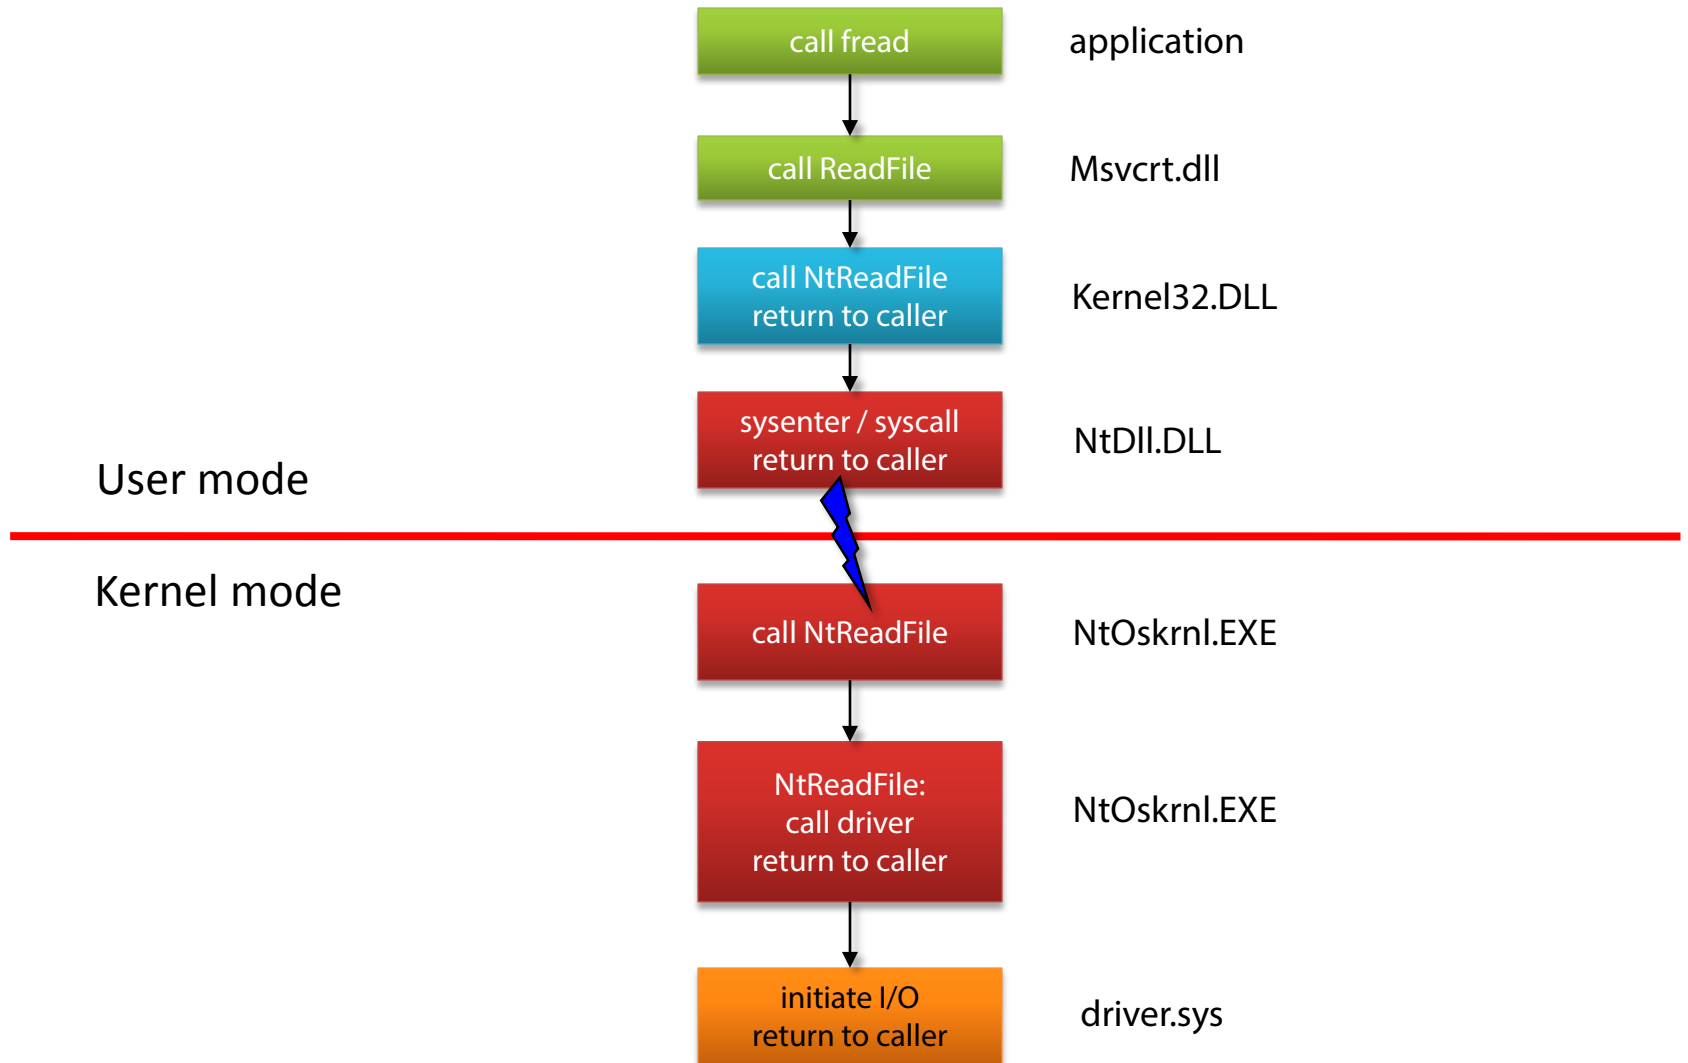 call fread
application
call ReadFile
Msvcrt.dll
call NtReadFile
return to caller
Kernel32.DLL
sysenter / syscall
return to caller
NtDll.DLL
User mode
Kernel mode
call NtReadFile
NtOskrnl.EXE
NtReadFile:
call driver
return to caller
NtOskrnl.EXE
initiate I/O
return to caller
driver.sys